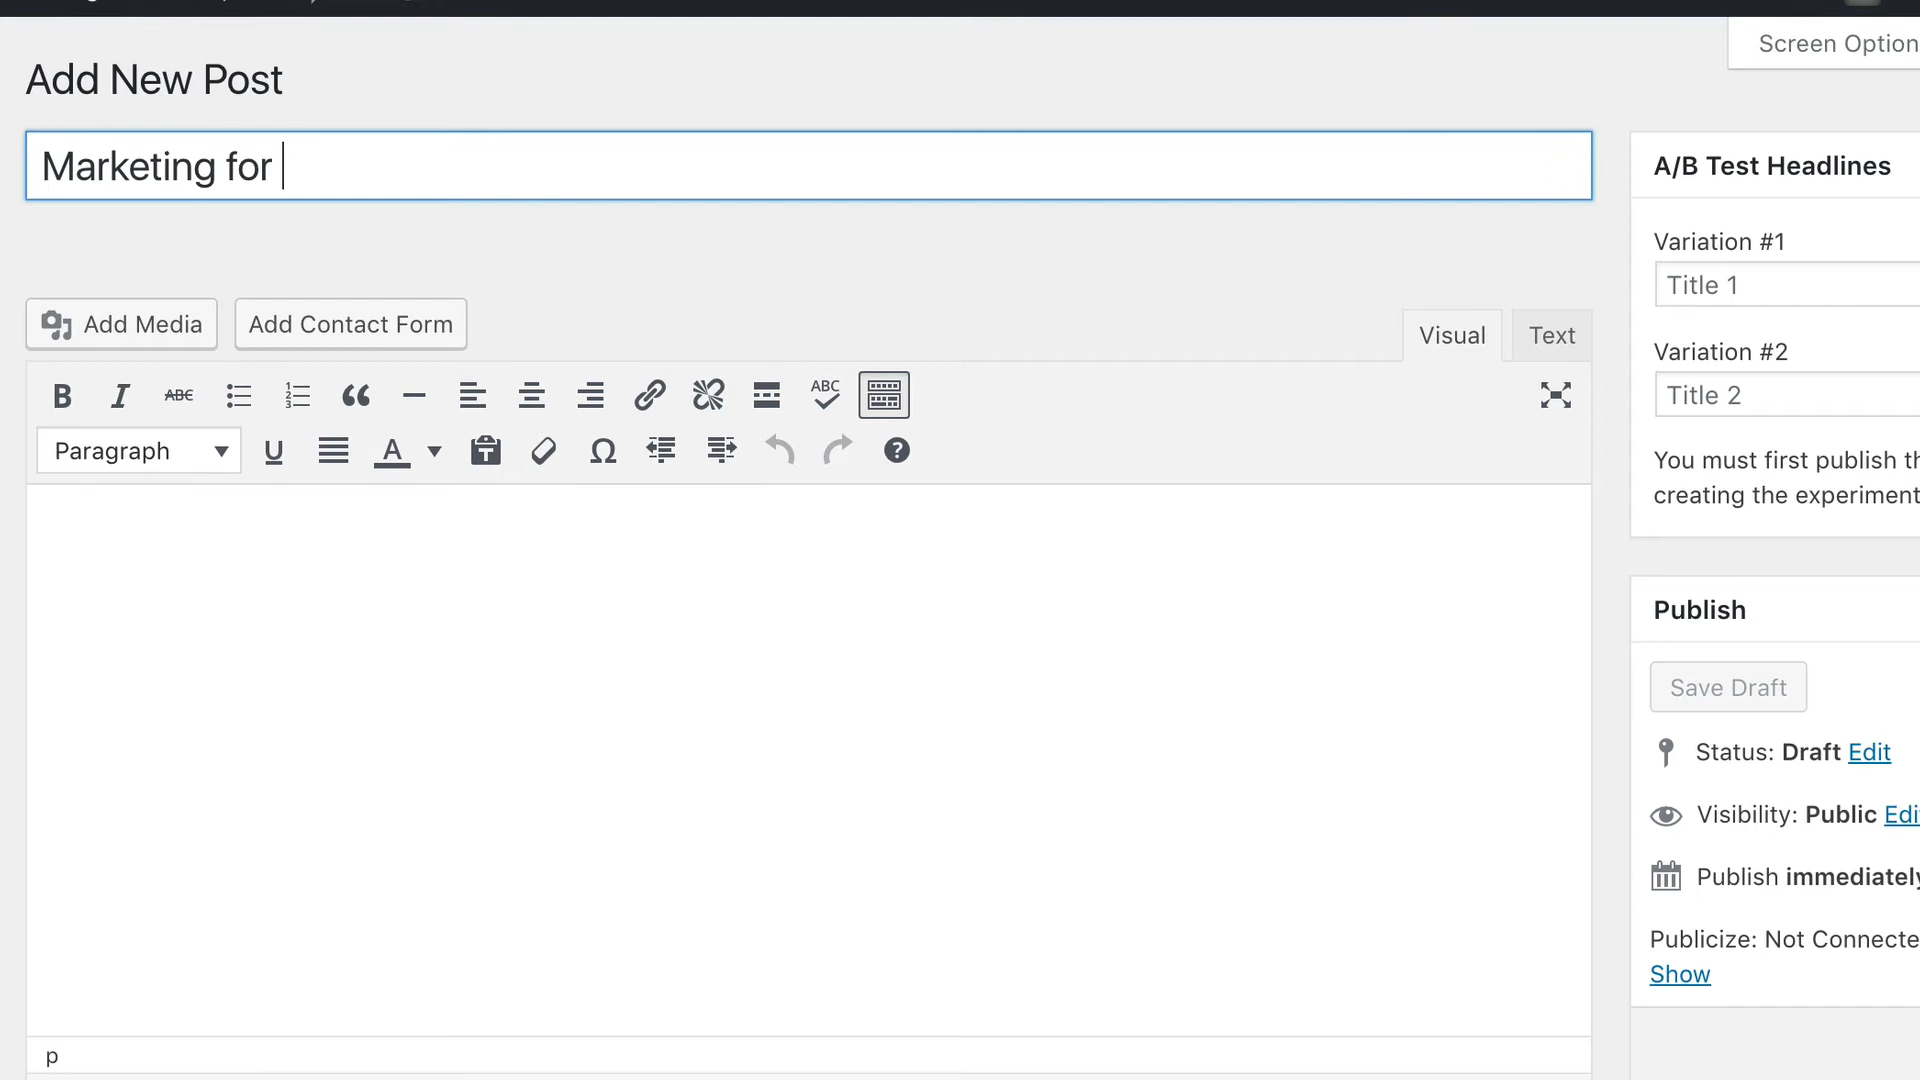 Screen Option
Add New Post
Marketing for
A/B Test Headlines
Variation #1
Title 1
Add Media
Add Contact Form
Visual
Text
Variation #2
Title 2
B I ABC
ABC
Paragraph
U A T Ω ?
You must first publish th
creating the experiment
Publish
Save Draft
Status: Draft Edit
Visibility: Public Edi
Publish immediately
Publicize: Not Connecte
Show
p